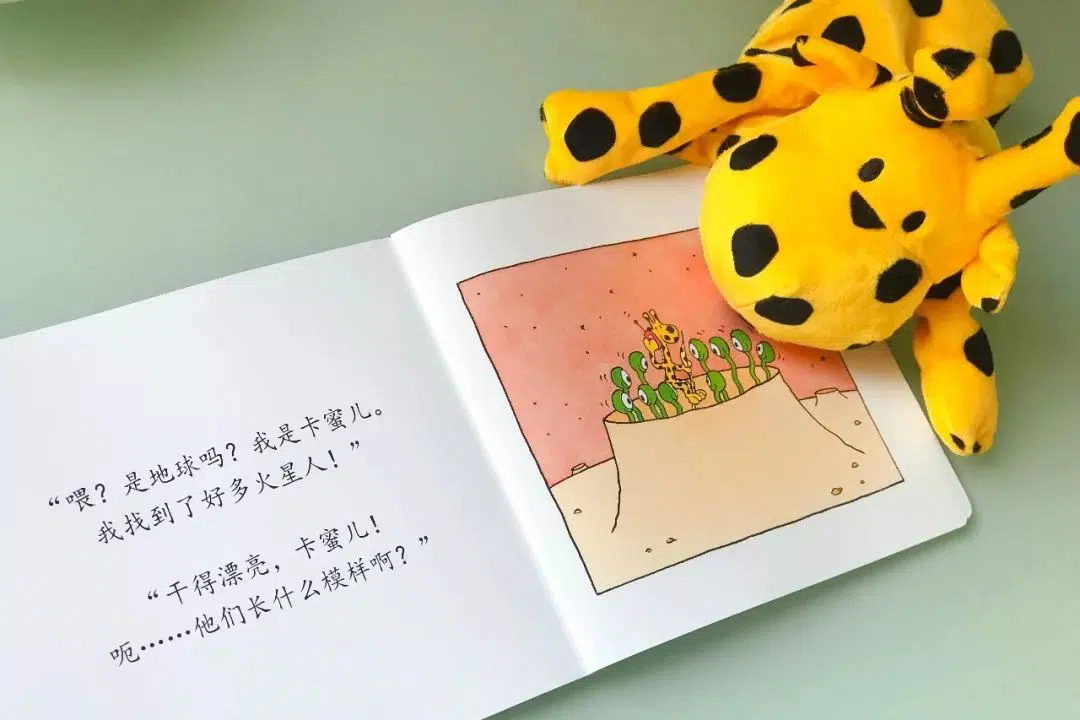 “喂？是地球吗？我是卡蜜儿。
我找到了好多火星人！”
“干得漂亮，卡蜜儿！
呃……他们长什么模样啊？”